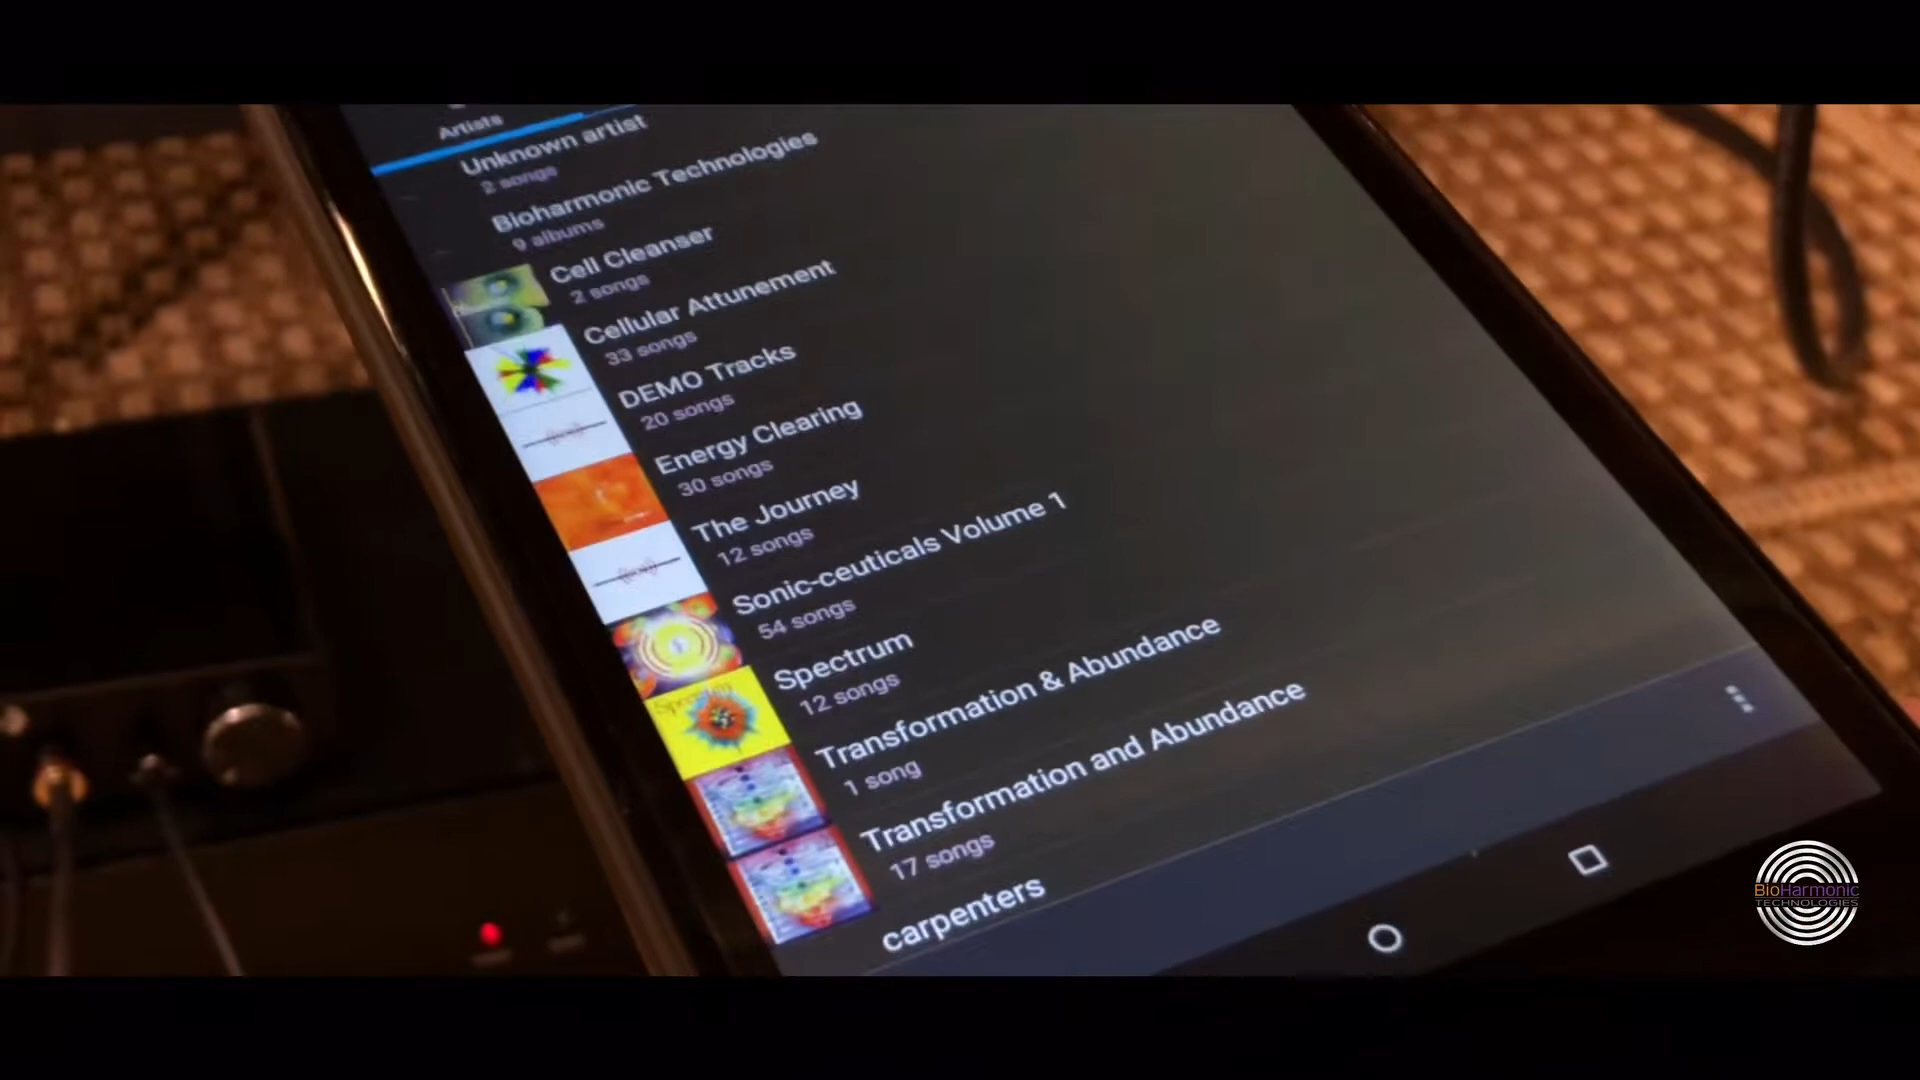 Artists
Unknown artist
2 songs
Bioharmonic Technologies
9 albums
Cell Cleanser
2 songs
Cellular Attunement
33 songs
DEMO Tracks
20 songs
Energy Clearing
30 songs
The Journey
12 songs
Sonic-ceuticals Volume 1
54 songs
Spectrum
12 songs
Transformation & Abundance
1 song
Transformation and Abundance
17 songs
carpenters
BioHarmonic
TECHNOLOGIES